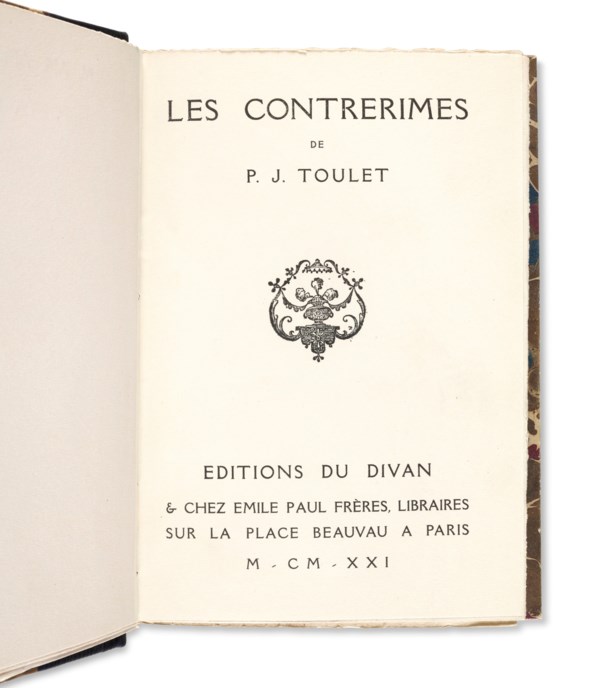 LES CONTRERIMES
DE
P. J. TOULET
EDITIONS DU DIVAN
& CHEZ EMILE PAUL FRÈRES, LIBRAIRES
SUR LA PLACE BEAUVAU A PARIS
M - CM - XXI